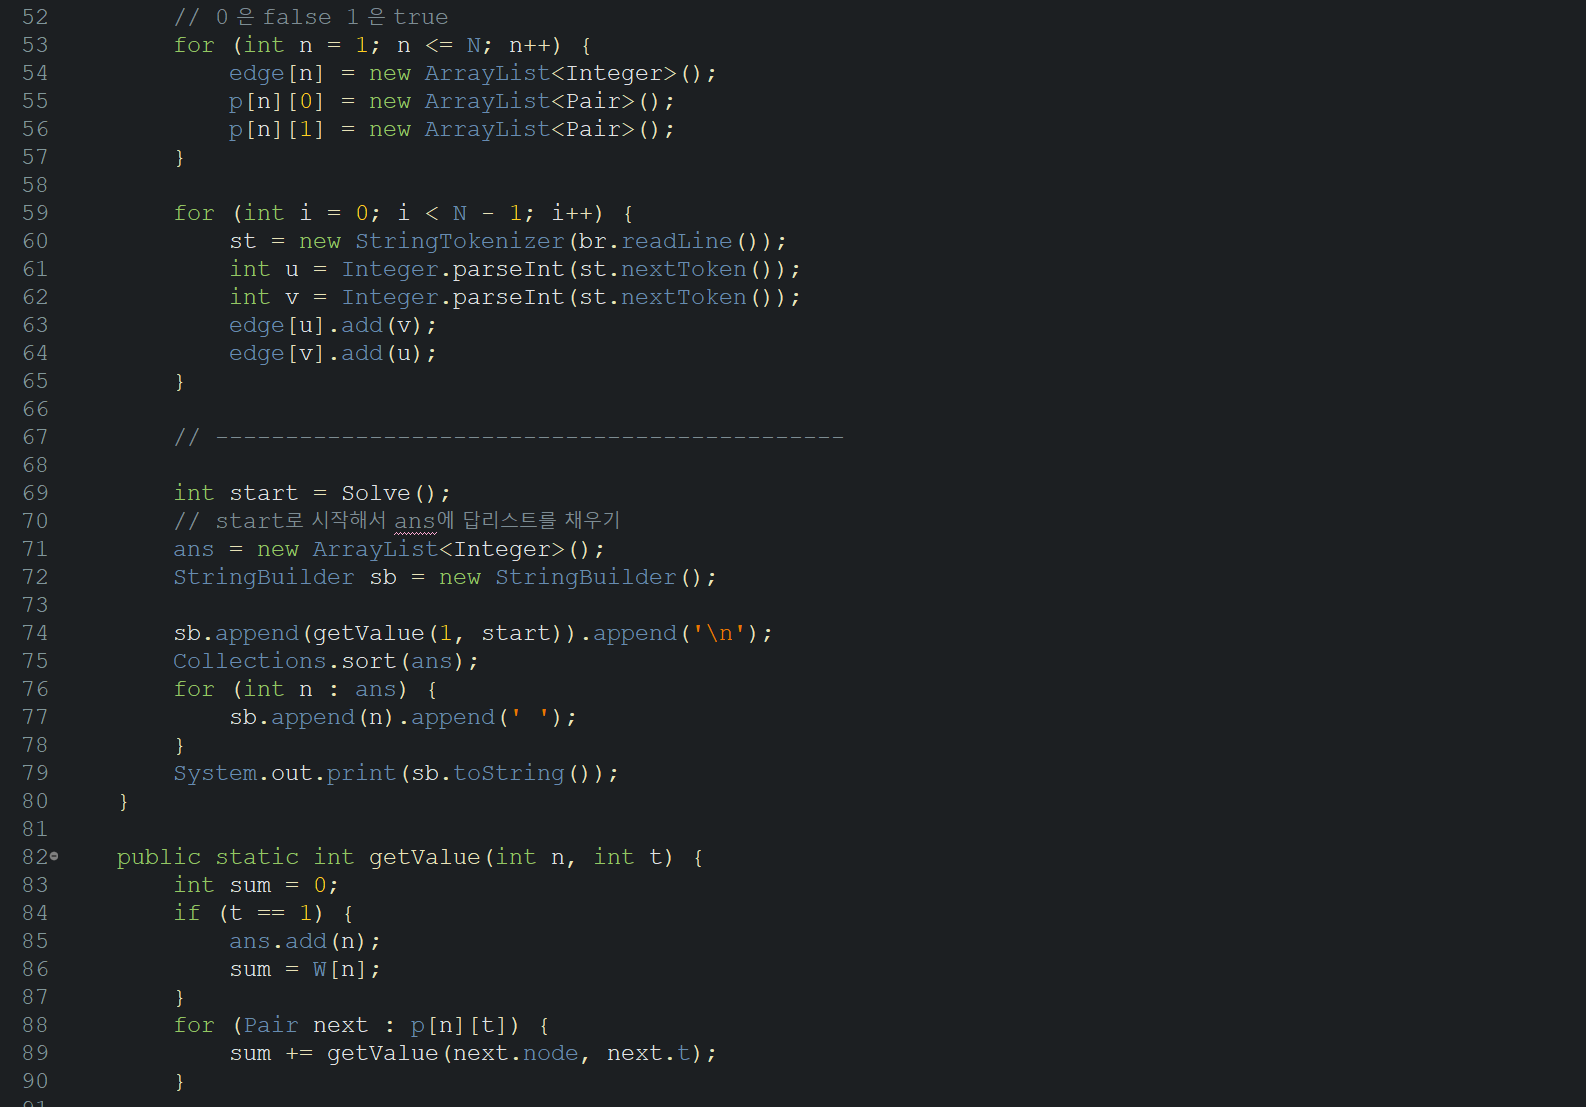 52 // 0은 false 1은 true
53 for (int n = 1; n <= N; n++) {
54 edge[n] = new ArrayList<Integer>();
55 p[n][0] = new ArrayList<Pair>();
56 p[n][1] = new ArrayList<Pair>();
57 }
58
59 for (int i = 0; i < N - 1; i++) {
60 st = new StringTokenizer(br.readLine());
61 int u = Integer.parseInt(st.nextToken());
62 int v = Integer.parseInt(st.nextToken());
63 edge[u].add(v);
64 edge[v].add(u);
65 }
66
67 // ---------------------------------------------
68
69 int start = Solve();
70 // start로 시작해서 ans에 답리스트를 채우기
71 ans = new ArrayList<Integer>();
72 StringBuilder sb = new StringBuilder();
73
74 sb.append(getValue(1, start)).append('\n');
75 Collections.sort(ans);
76 for (int n : ans) {
77 sb.append(n).append(' ');
78 }
79 System.out.print(sb.toString());
80 }
81
82 public static int getValue(int n, int t) {
83 int sum = 0;
84 if (t == 1) {
85 ans.add(n);
86 sum = W[n];
87 }
88 for (Pair next : p[n][t]) {
89 sum += getValue(next.node, next.t);
90 }
91